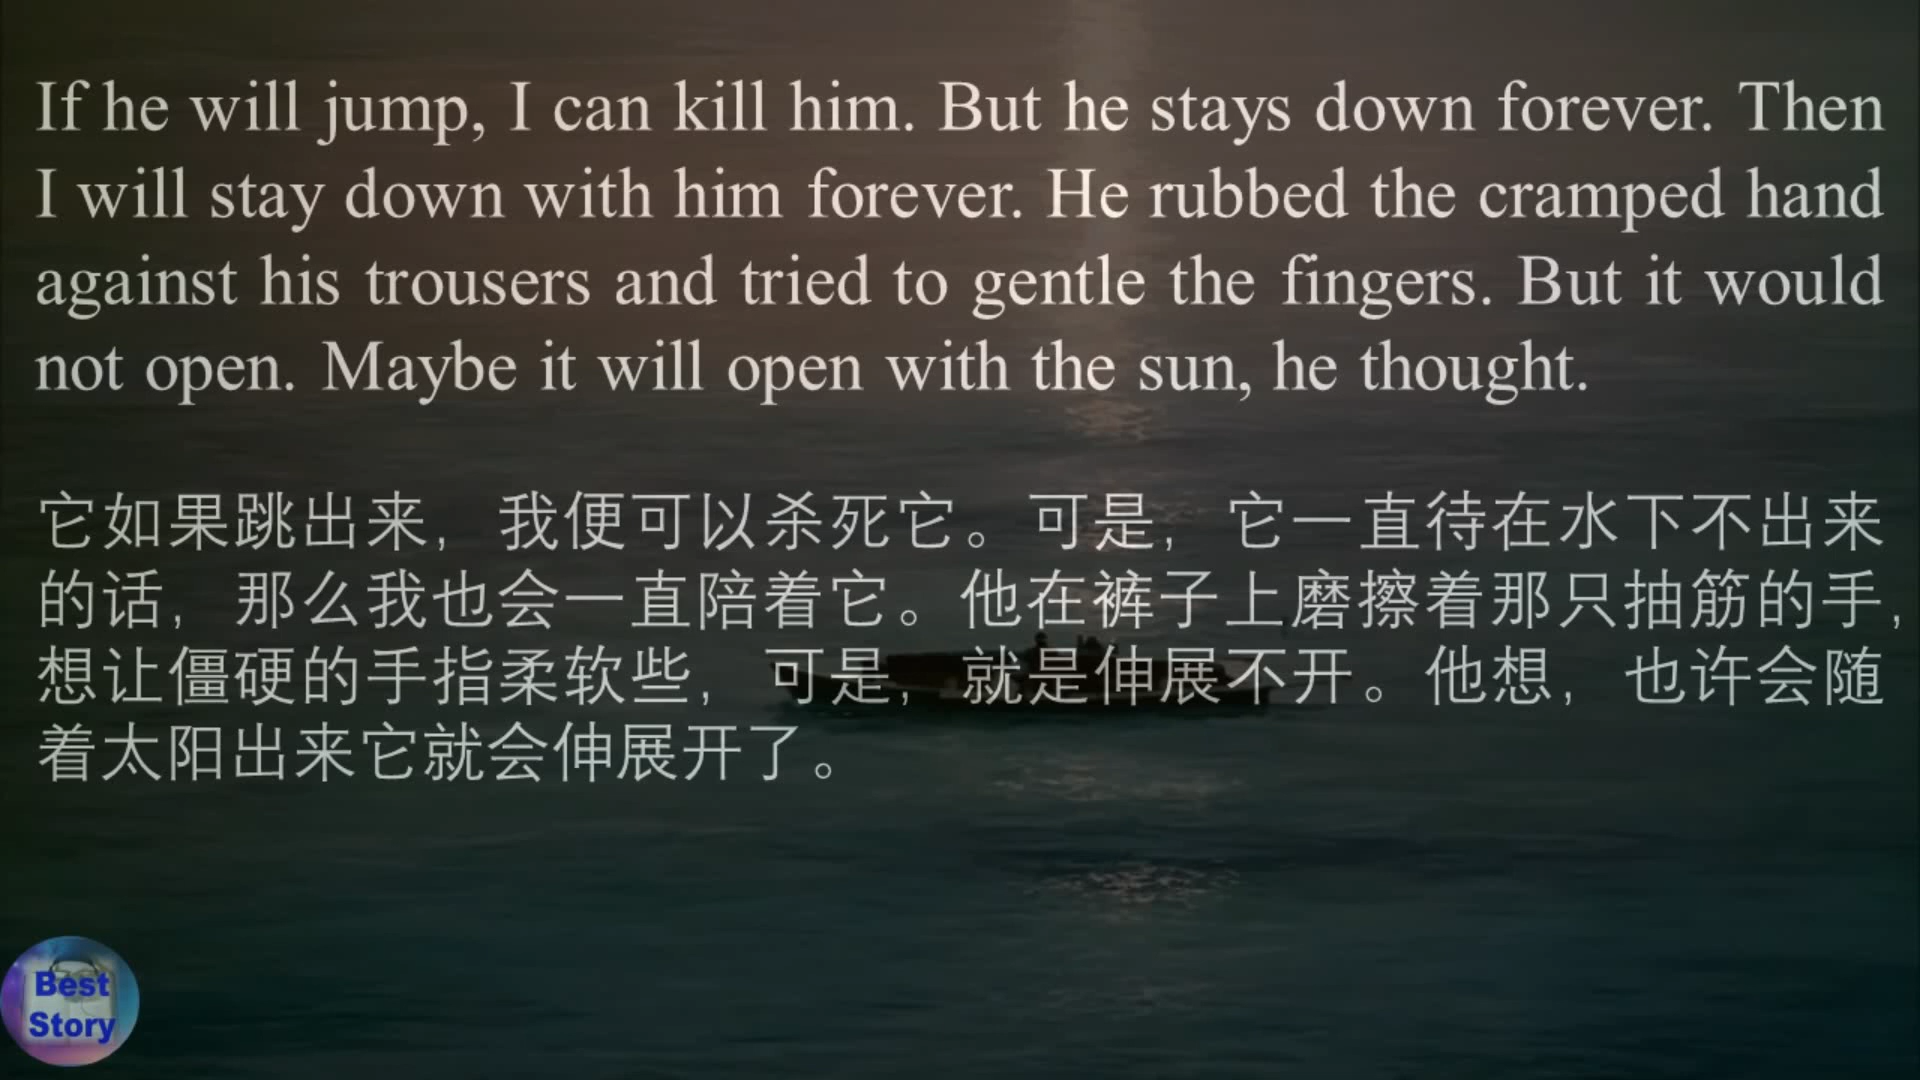 If he will jump, I can kill him. But he stays down forever. Then
I will stay down with him forever. He rubbed the cramped hand
against his trousers and tried to gentle the fingers. But it would
not open. Maybe it will open with the sun, he thought.
它如果跳出来，我便可以杀死它。可是，它一直待在水下不出来
的话，那么我也会一直陪着它。他在裤子上磨擦着那只抽筋的手，
想让僵硬的手指柔软些，可是，就是伸展不开。他想，也许会随
着太阳出来它就会伸展开了。
Best
Story